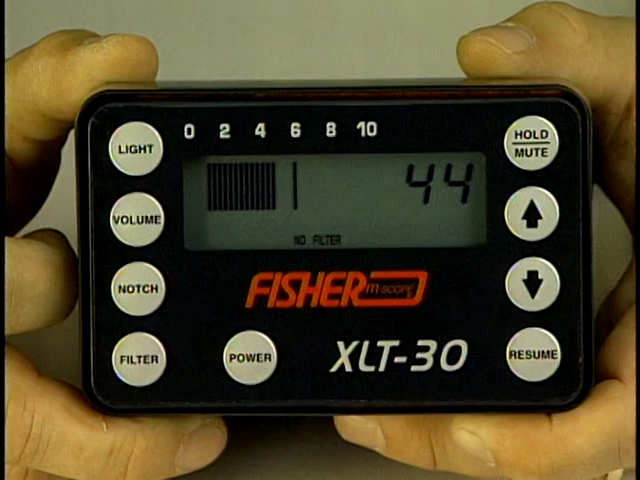 0 2 4 6 8 10
LIGHT
HOLD
MUTE
44
VOLUME
NO FILTER
NOTCH
FISHER m-scope
FILTER
POWER
XLT-30
RESUME